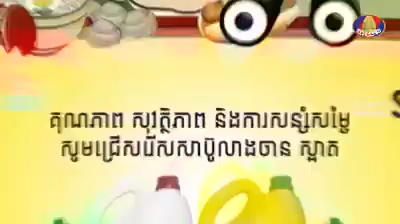 គុណភាព សុវត្ថិភាព និងការសន្សំសម្ចៃ
សូមជ្រើសរើសសាប៊ូលាងចាន ស្អាត